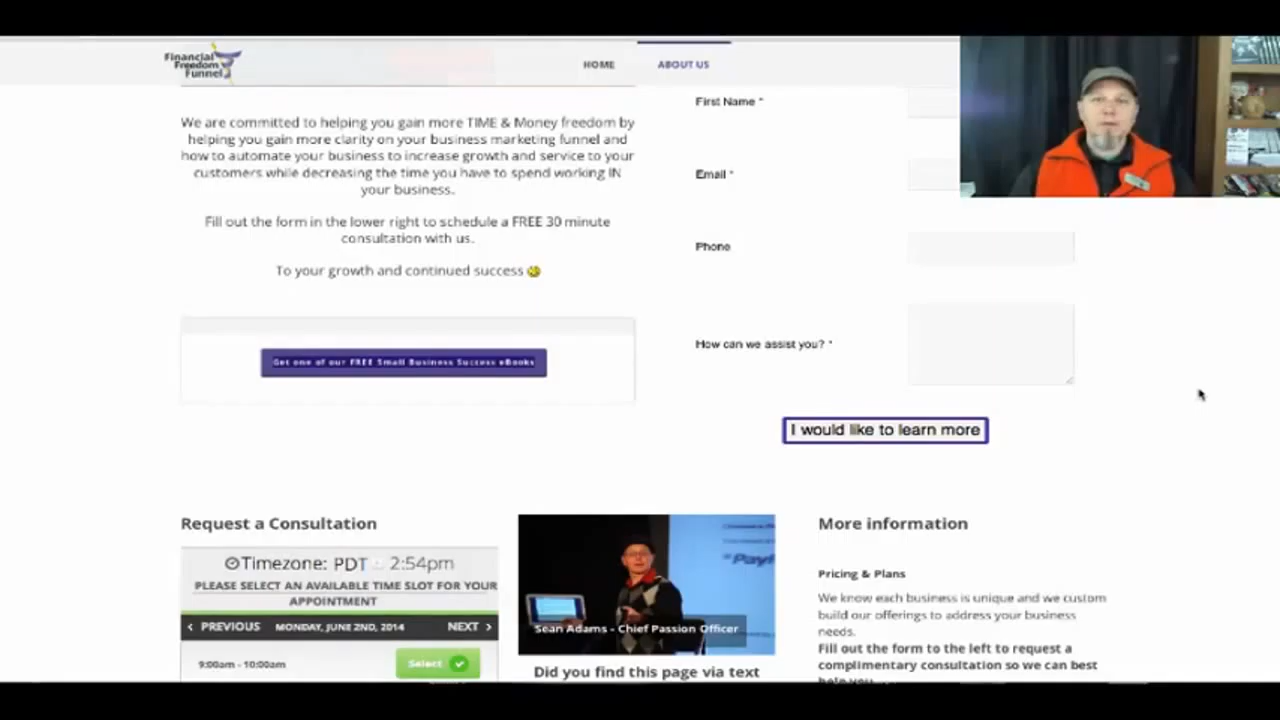 Financial
Freedom
Funnel
HOME
ABOUT US
We are committed to helping you gain more TIME & Money freedom by
helping you gain more clarity on your business marketing funnel and
how to automate your business to increase growth and service to your
customers while decreasing the time you have to spend working IN
your business.
Fill out the form in the lower right to schedule a FREE 30 minute
consultation with us.
To your growth and continued success
Get one of our FREE Small Business Success eBooks
First Name *
Email *
Phone
How can we assist you? *
I would like to learn more
Request a Consultation
Timezone: PDT 2:54pm
PLEASE SELECT AN AVAILABLE TIME SLOT FOR YOUR
APPOINTMENT
< PREVIOUS MONDAY, JUNE 2ND, 2014 NEXT >
9:00am - 10:00am Select
Sean Adams - Chief Passion Officer
Did you find this page via text
More information
Pricing & Plans
We know each business is unique and we custom
build our offerings to address your business
needs.
Fill out the form to the left to request a
complimentary consultation so we can best
help you